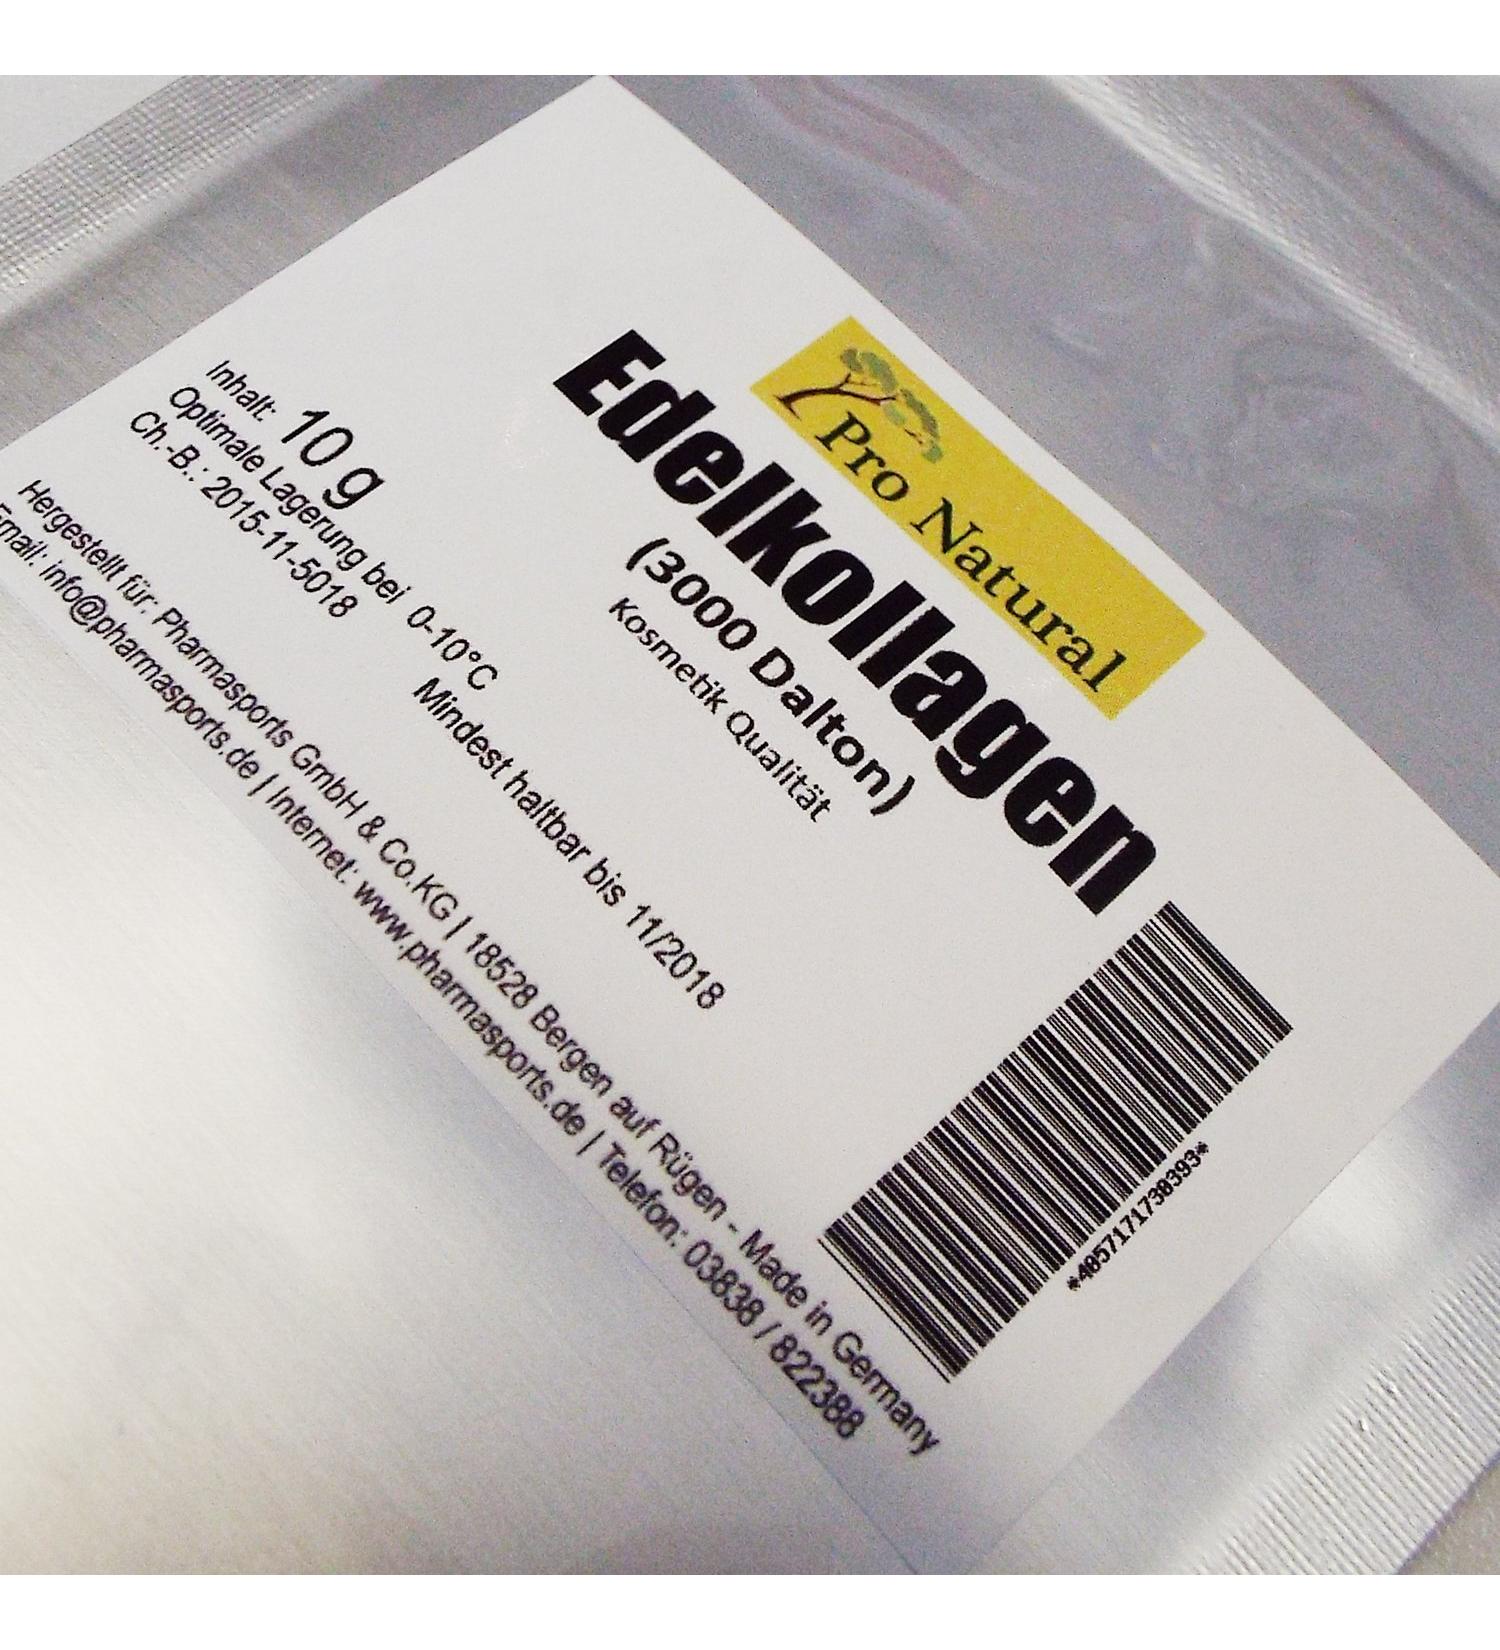 Pro Natural
Edelkollagen
(3000 Dalton)
Kosmetik Qualität
Inhalt: 10 g
Optimale Lagerung bei 0-10°C
Ch.-B.: 2015-11-5018
Mindest haltbar bis 11/2018
*4057171730393*
Hergestellt für: Pharmasports GmbH & Co.KG | 18528 Bergen auf Rügen - Made in Germany
Email: info@pharmasports.de | Internet: www.pharmasports.de | Telefon: 03838 / 822388